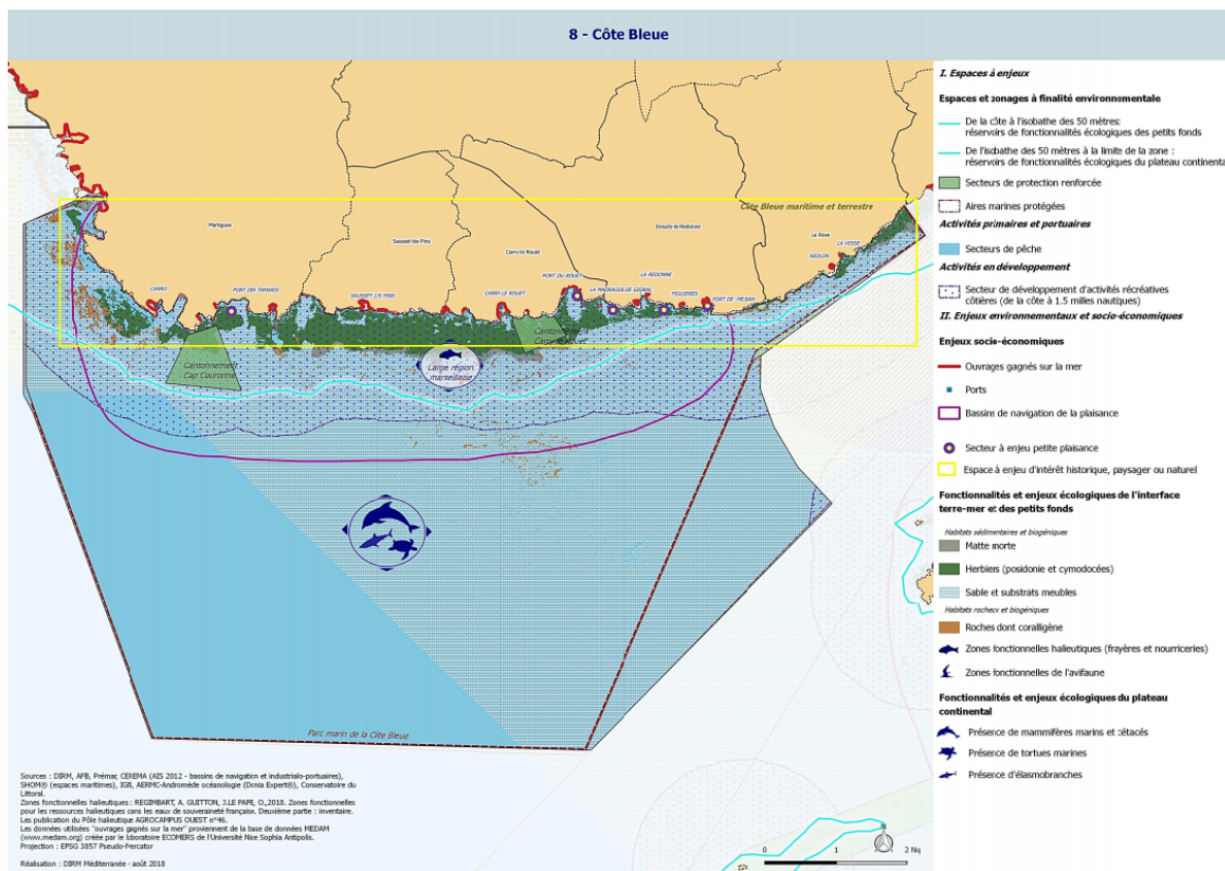 8 - Côte Bleue
I. Espaces à enjeux
Espaces et zonages à finalité environnementale
De la côte à l'isobathe des 50 mètres:
réservoirs de fonctionnalités écologiques des petits fonds
De l'isobathe des 50 mètres à la limite de la zone :
réservoirs de fonctionnalités écologiques du plateau continenta
Secteurs de protection renforcée
Aires marines protégées
Activités primaires et portuaires
Secteurs de pêche
Activités en développement
Secteur de développement d'activités récréatives
côtières (de la côte à 1.5 milles nautiques)
II. Enjeux environnementaux et socio-économiques
Enjeux socio-économiques
Ouvrages gagnés sur la mer
Ports
Bassins de navigation de la plaisance
Secteur à enjeu petite plaisance
Espace à enjeu d'intérêt historique, paysager ou naturel
Fonctionnalités et enjeux écologiques de l'interface
terre-mer et des petits fonds
Habitats sédimentaires et biogéniques
Matte morte
Herbiers (posidonie et cymodocées)
Sable et substrats meubles
Habitats rocheux et biogéniques
Roches dont coralligène
Zones fonctionnelles halieutiques (frayères et nourriceries)
Zones fonctionnelles de l'avifaune
Fonctionnalités et enjeux écologiques du plateau
continental
Présence de mammifères marins et cétacés
Présence de tortues marines
Présence d'élasmobranches
Côte Bleue maritime et terrestre
Martigues
Sausset-les-Pins
Carry-le-Rouet
Ensuès-la-Redonne
Le Rove
LA VESSE
NIOLON
CARRO
PORT DES TAMARIS
SAUSSET LES PINS
CARRY-LE ROUET
PORT DU ROUET
LA MADRAGUE DE GIGNAC
LA REDONNE
FIGUIERES
PORT DE MEJEAN
Cantonnement
Cap Couronne
Cantonnement
Carry-le-Rouet
Large région
marseillaise
Parc marin de la Côte Bleue
Sources : DIRM, AFB, Prémar, CEREMA (AIS 2012 - bassins de navigation et industrialo-portuaires),
SHOM® (espaces maritimes), IGN, AERMC-Andromède océanologie (Donia Expert®), Conservatoire du
Littoral.
Zones fonctionnelles halieutiques : REGIMBART, A. GUITTON, J.LE PAPE, O.,2018. Zones fonctionnelles
pour les ressources halieutiques dans les eaux de souveraineté française. Deuxième partie : inventaire.
Les publication du Pôle halieutique AGROCAMPUS OUEST n°46.
Les données utilisées "ouvrages gagnés sur la mer" proviennent de la base de données MEDAM
(www.medam.org) créée par le laboratoire ECOMERS de l'Université Nice Sophia Antipolis.
Projection : EPSG 3857 Pseudo-Mercator
Réalisation : DIRM Méditerranée - août 2018
0 1 2 Nq